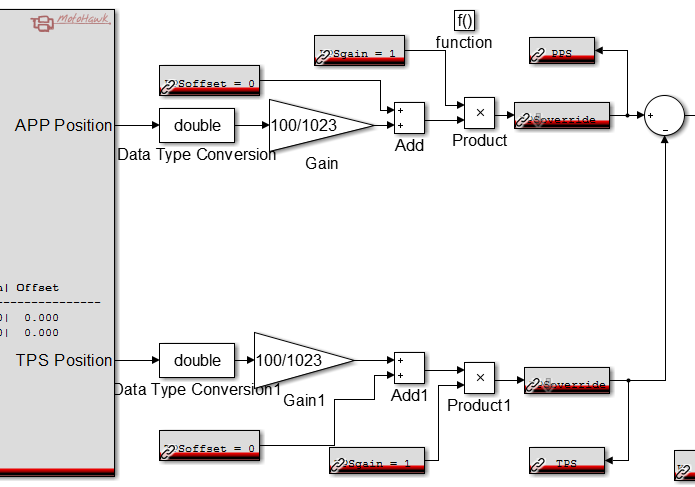 MotoHawk
f()
function
Sgain = 1
PPS
Soffset = 0
APP Position
double
100/1023
Add
×
override
Data Type Conversion
Gain
Product
| Offset
| 0.000
| 0.000
TPS Position
double
100/1023
Add1
×
override
Data Type Conversion1
Gain1
Product1
Soffset = 0
Sgain = 1
TPS